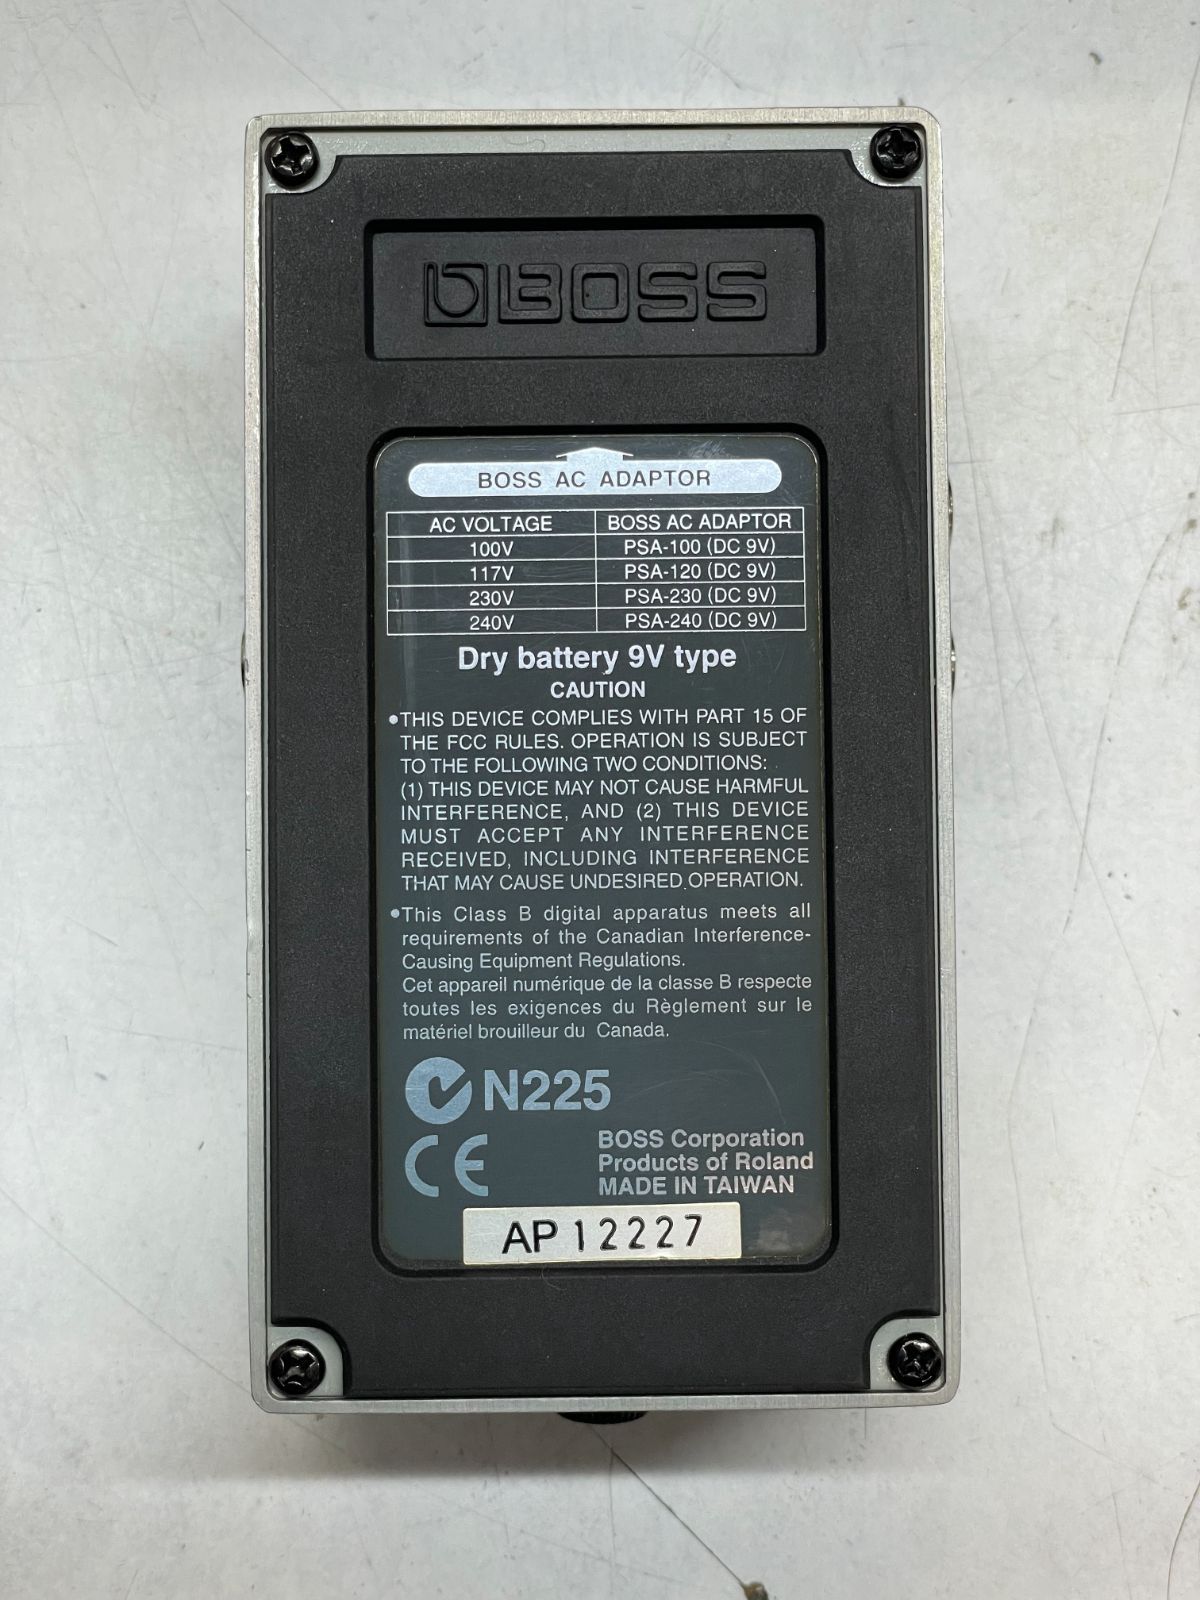 BOSS
BOSS AC ADAPTOR
AC VOLTAGE BOSS AC ADAPTOR
100V PSA-100 (DC 9V)
117V PSA-120 (DC 9V)
230V PSA-230 (DC 9V)
240V PSA-240 (DC 9V)
Dry battery 9V type
CAUTION
•THIS DEVICE COMPLIES WITH PART 15 OF
THE FCC RULES. OPERATION IS SUBJECT
TO THE FOLLOWING TWO CONDITIONS:
(1) THIS DEVICE MAY NOT CAUSE HARMFUL
INTERFERENCE, AND (2) THIS DEVICE
MUST ACCEPT ANY INTERFERENCE
RECEIVED, INCLUDING INTERFERENCE
THAT MAY CAUSE UNDESIRED OPERATION.
•This Class B digital apparatus meets all
requirements of the Canadian Interference-
Causing Equipment Regulations.
Cet appareil numérique de la classe B respecte
toutes les exigences du Règlement sur le
matériel brouilleur du Canada.
N225
CE
BOSS Corporation
Products of Roland
MADE IN TAIWAN
AP12227